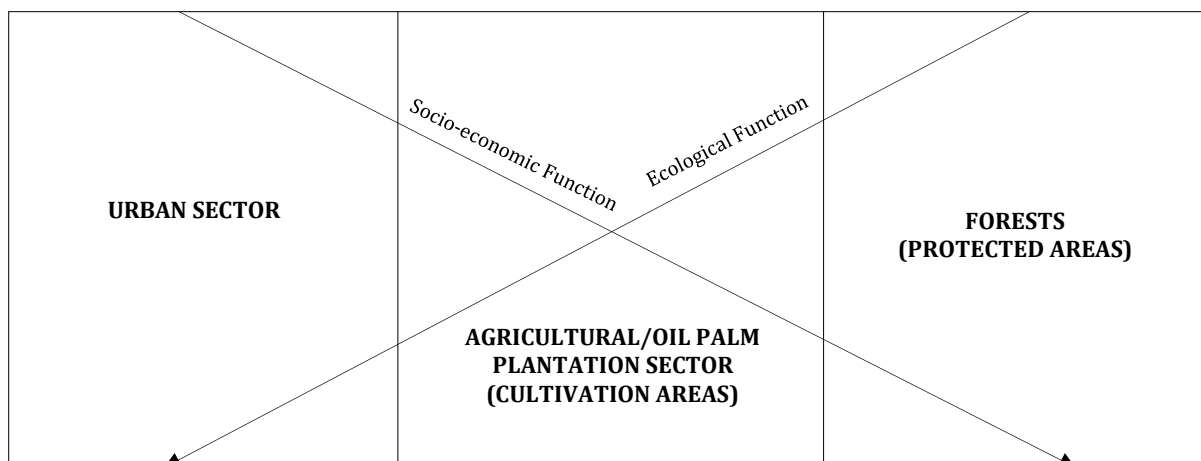 Socio-economic Function
Ecological Function
URBAN SECTOR
FORESTS
(PROTECTED AREAS)
AGRICULTURAL/OIL PALM
PLANTATION SECTOR
(CULTIVATION AREAS)